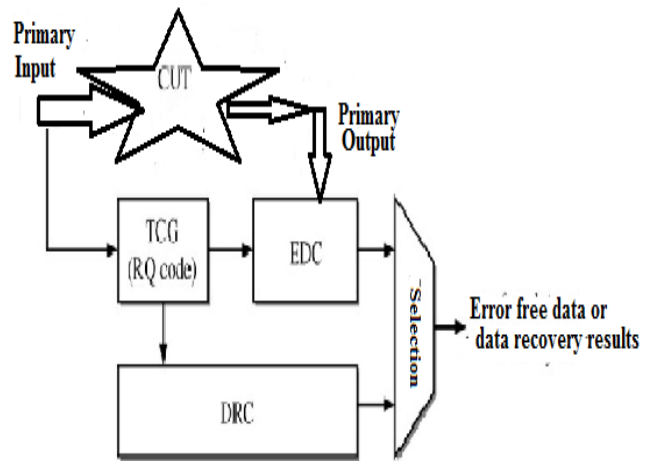 Primary
Input
CUT
Primary
Output
TCG
(RQ code)
EDC
Selection
Error free data or
data recovery results
DRC